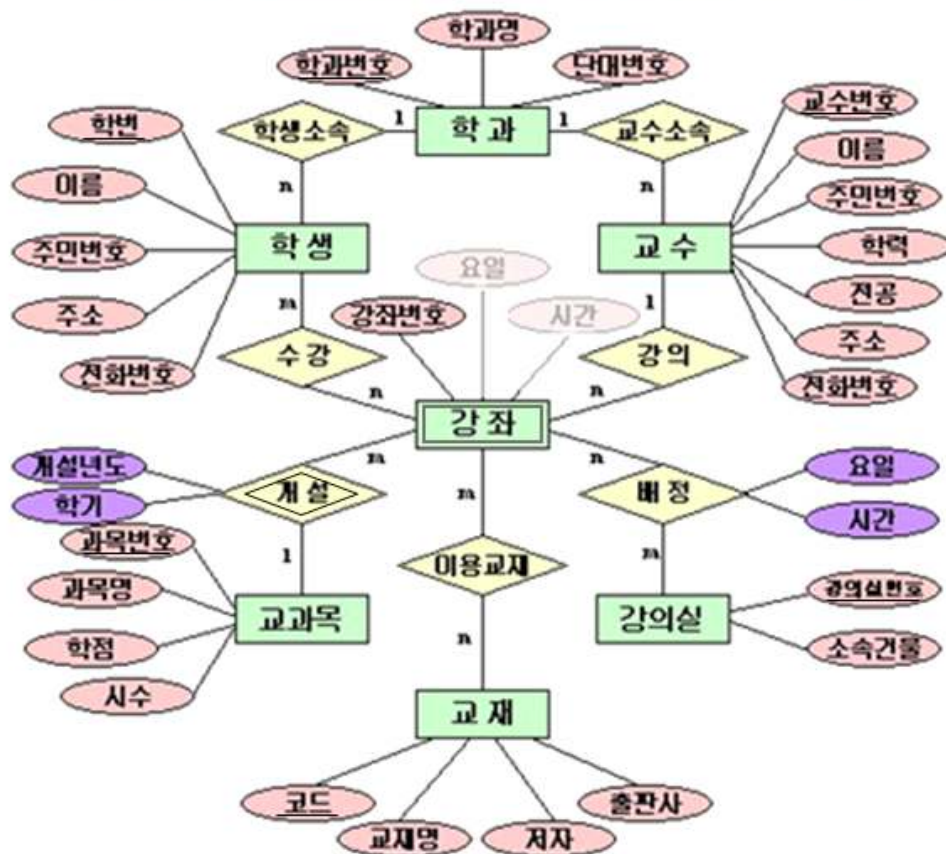 학과명
학과번호
단대번호
학생소속
1
학 과
1
교수소속
교수번호
학번
이름
n
n
이름
주민번호
학 생
요일
교 수
학력
주민번호
m
강좌번호
시간
1
전공
주소
수 강
강 의
주소
전화번호
n
n
전화번호
강 좌
개설년도
m
n
요일
개 설
m
배 정
학기
시간
과목번호
1
이용교재
m
과목명
교과목
강의실
강의실번호
학점
n
소속건물
시수
교 재
코드
출판사
교재명
저자